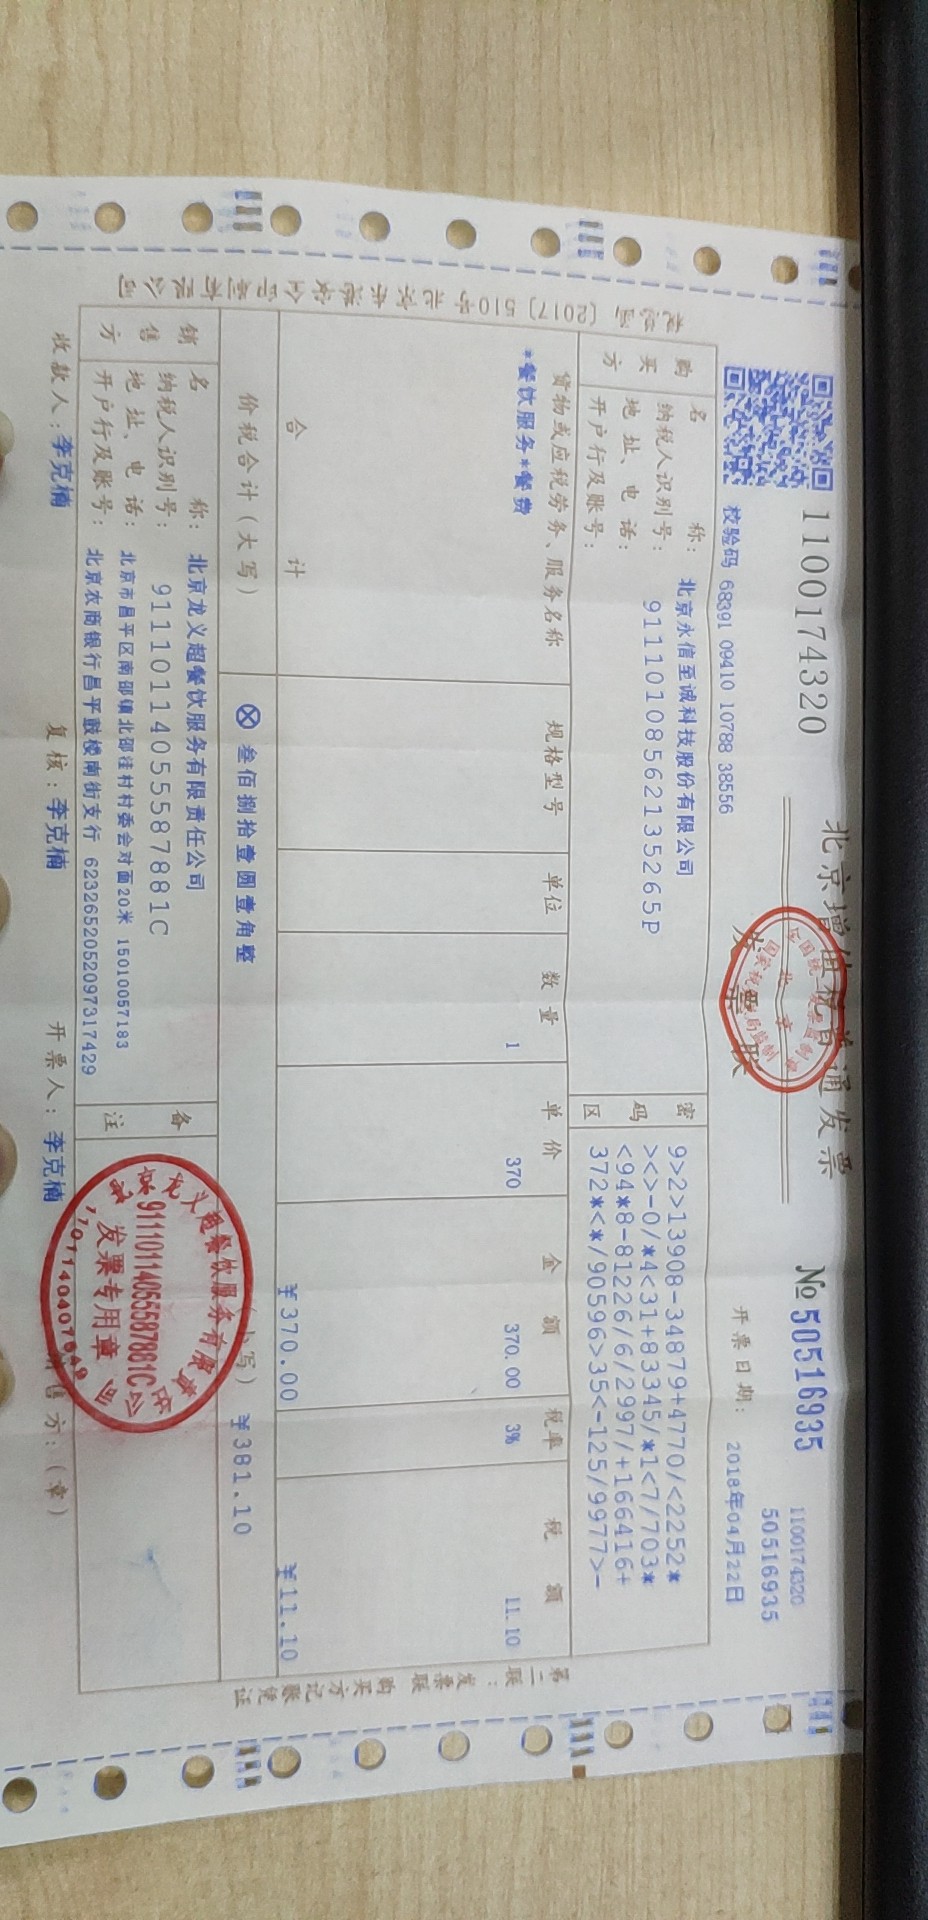 北京增值税普通发票
1100174320
№ 50516935
1100174320
50516935
全国统一发票监制章
北京
国家税务总局监制
发票联
校验码 68391 09410 10788 38556
开票日期: 2018年04月22日
购买方
名称: 北京永信至诚科技股份有限公司
纳税人识别号: 91110108562135265P
地址、电话:
开户行及账号:
密码区
9>2>13908-34879+4770/<2252*
><>-0/*4<31+83345/*1<7/703*
<94*8-81226/6/2997/+166416+
372*<*/90596>35<-125/9977>-
货物或应税劳务、服务名称 规格型号 单位 数量 单价 金额 税率 税额
*餐饮服务*餐费 1 370 370.00 3% 11.10
合计 ¥370.00 ¥11.10
价税合计(大写) ⊗ 叁佰捌拾壹圆壹角整 (小写) ¥381.10
销售方
名称: 北京龙义超餐饮服务有限责任公司
纳税人识别号: 91110114055587881C
地址、电话: 北京市昌平区南邵镇北邵洼村村委会对面20米 15010057183
开户行及账号: 北京农商银行昌平鼓楼南街支行 6232652052097317429
备注
北京龙义超餐饮服务有限责任公司
91110114055587881C
发票专用章
1101140407649
收款人: 李克楠 复核: 李克楠 开票人: 李克楠 销售方:(章)
税总函〔2017〕510号北京东港安全印刷有限公司
第二联:发票联 购买方记账凭证